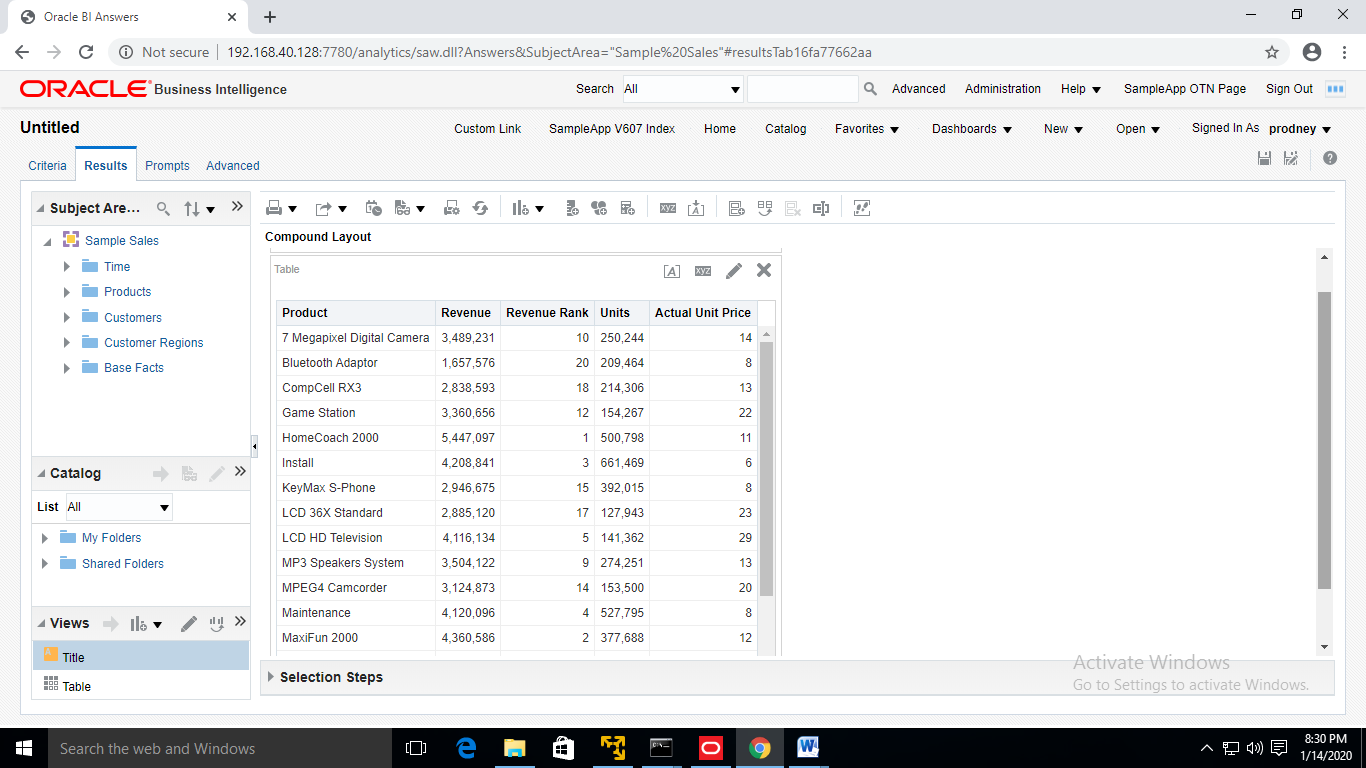 Oracle BI Answers
Not secure
192.168.40.128:7780/analytics/saw.dll?Answers&SubjectArea="Sample%20Sales"#resultsTab16fa77662aa
ORACLE Business Intelligence
Search All Advanced Administration Help SampleApp OTN Page Sign Out
Untitled
Custom Link SampleApp V607 Index Home Catalog Favorites Dashboards New Open Signed In As prodney
Criteria Results Prompts Advanced
Subject Are...
Sample Sales
Time
Products
Customers
Customer Regions
Base Facts
Catalog
List All
My Folders
Shared Folders
Views
Title
Table
Compound Layout
Table
Product Revenue Revenue Rank Units Actual Unit Price
7 Megapixel Digital Camera 3,489,231 10 250,244 14
Bluetooth Adaptor 1,657,576 20 209,464 8
CompCell RX3 2,838,593 18 214,306 13
Game Station 3,360,656 12 154,267 22
HomeCoach 2000 5,447,097 1 500,798 11
Install 4,208,841 3 661,469 6
KeyMax S-Phone 2,946,675 15 392,015 8
LCD 36X Standard 2,885,120 17 127,943 23
LCD HD Television 4,116,134 5 141,362 29
MP3 Speakers System 3,504,122 9 274,251 13
MPEG4 Camcorder 3,124,873 14 153,500 20
Maintenance 4,120,096 4 527,795 8
MaxiFun 2000 4,360,586 2 377,688 12
Selection Steps
Activate Windows
Go to Settings to activate Windows.
Search the web and Windows
8:30 PM
1/14/2020